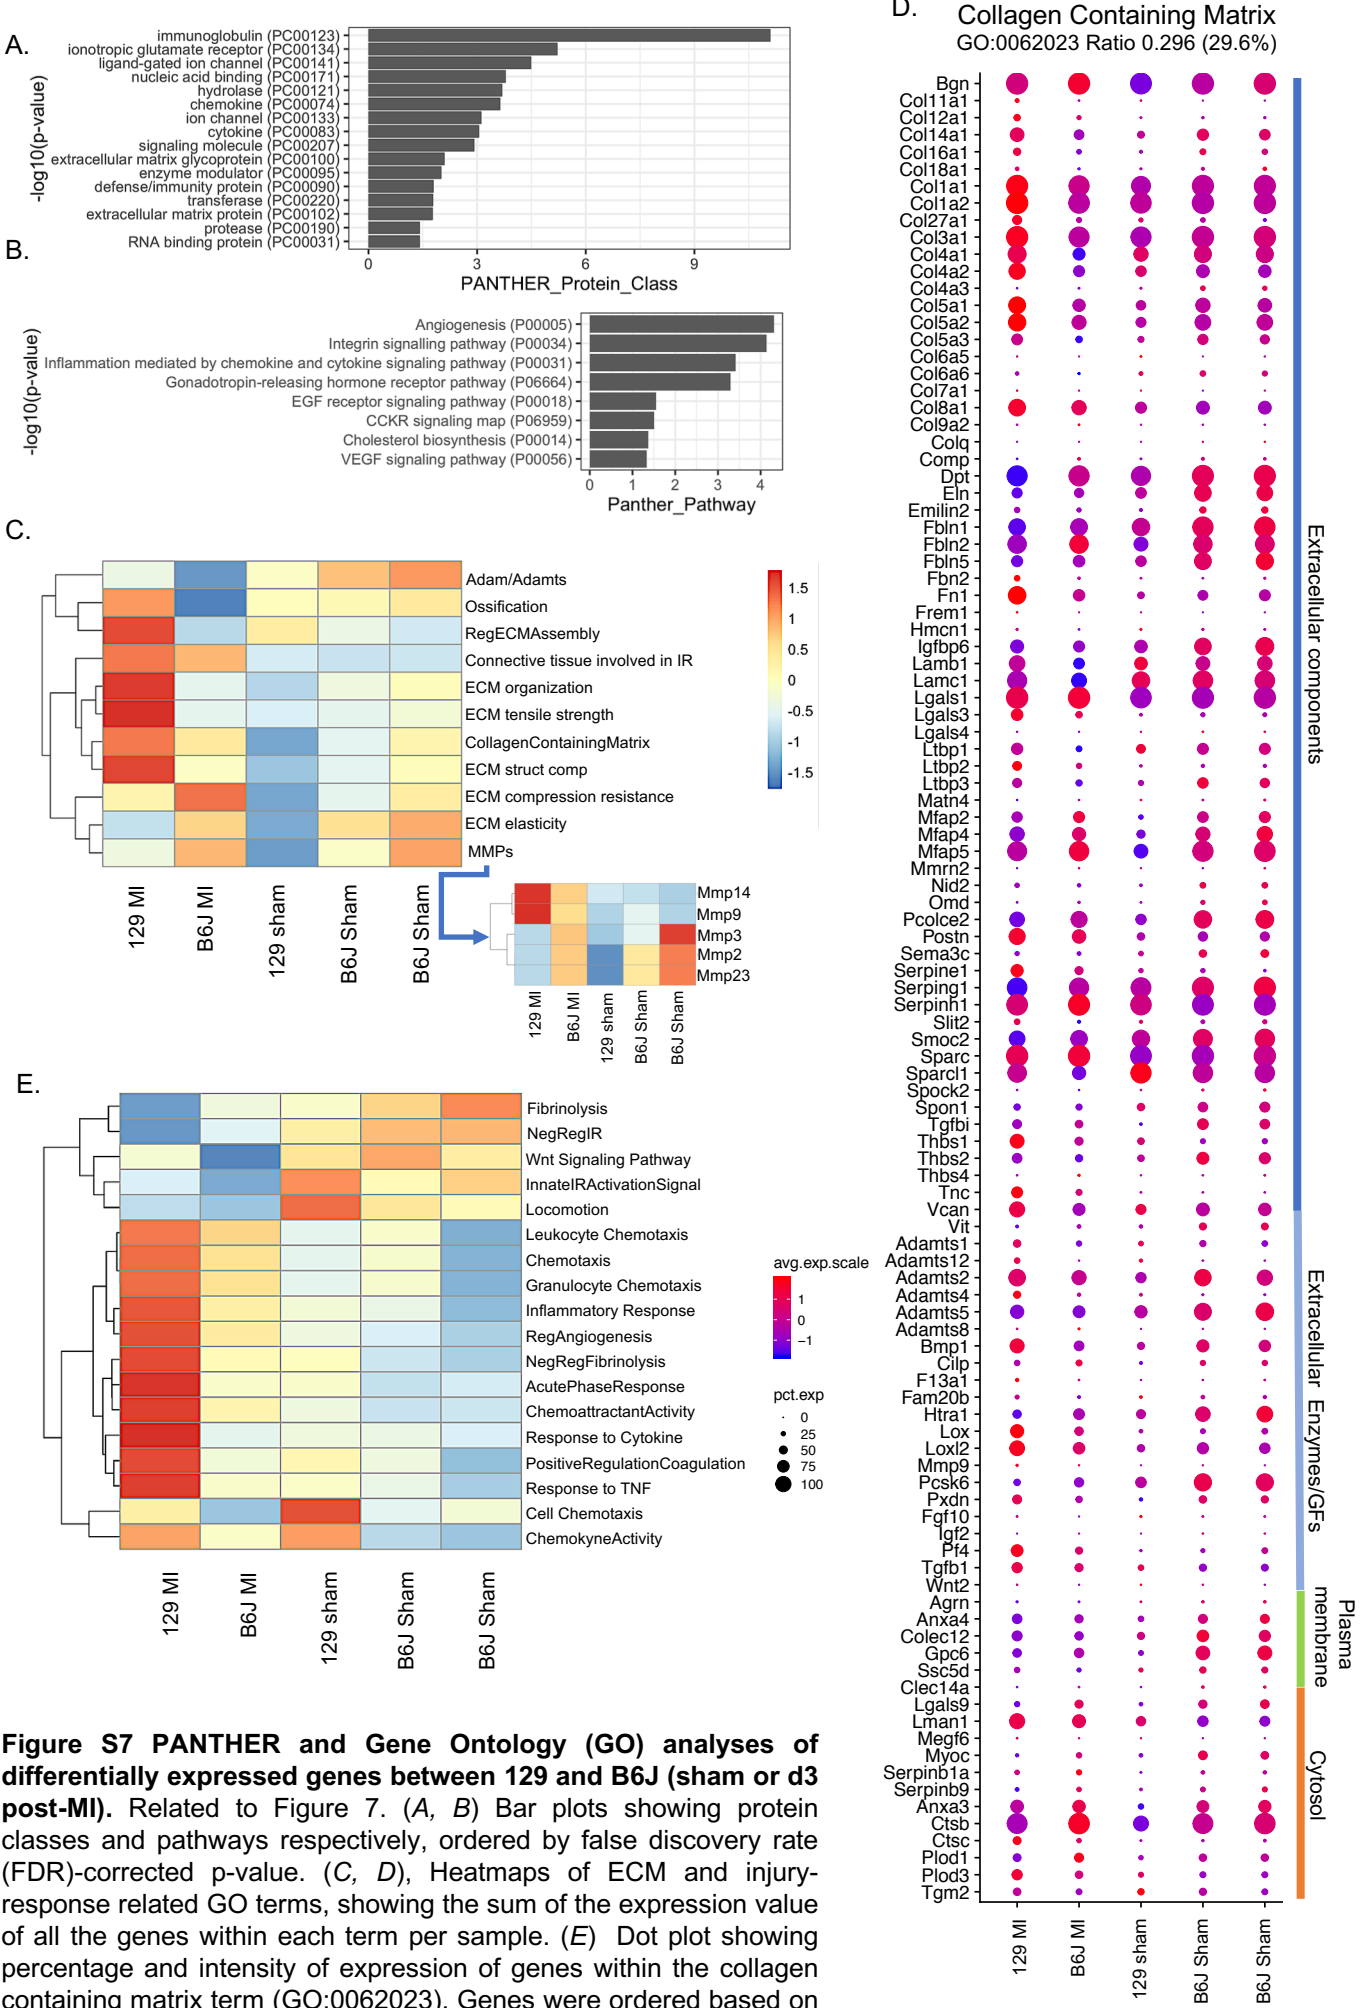 A.
-log10(p-value)
immunoglobulin (PC00123)
ionotropic glutamate receptor (PC00134)
ligand-gated ion channel (PC00141)
nucleic acid binding (PC00171)
hydrolase (PC00121)
chemokine (PC00074)
ion channel (PC00133)
cytokine (PC00083)
signaling molecule (PC00207)
extracellular matrix glycoprotein (PC00100)
enzyme modulator (PC00095)
defense/immunity protein (PC00090)
transferase (PC00220)
extracellular matrix protein (PC00102)
protease (PC00190)
RNA binding protein (PC00031)
0 3 6 9
PANTHER_Protein_Class
B.
-log10(p-value)
Angiogenesis (P00005)
Integrin signalling pathway (P00034)
Inflammation mediated by chemokine and cytokine signaling pathway (P00031)
Gonadotropin-releasing hormone receptor pathway (P06664)
EGF receptor signaling pathway (P00018)
CCKR signaling map (P06959)
Cholesterol biosynthesis (P00014)
VEGF signaling pathway (P00056)
0 1 2 3 4
Panther_Pathway
C.
Adam/Adamts
Ossification
RegECMAssembly
Connective tissue involved in IR
ECM organization
ECM tensile strength
CollagenContainingMatrix
ECM struct comp
ECM compression resistance
ECM elasticity
MMPs
1.5
1
0.5
0
-0.5
-1
-1.5
129 MI
B6J MI
129 sham
B6J Sham
B6J Sham
Mmp14
Mmp9
Mmp3
Mmp2
Mmp23
129 MI
B6J MI
129 sham
B6J Sham
B6J Sham
E.
Fibrinolysis
NegRegIR
Wnt Signaling Pathway
InnateIRActivationSignal
Locomotion
Leukocyte Chemotaxis
Chemotaxis
Granulocyte Chemotaxis
Inflammatory Response
RegAngiogenesis
NegRegFibrinolysis
AcutePhaseResponse
ChemoattractantActivity
Response to Cytokine
PositiveRegulationCoagulation
Response to TNF
Cell Chemotaxis
ChemokyneActivity
129 MI
B6J MI
129 sham
B6J Sham
B6J Sham
avg.exp.scale
1
0
−1
pct.exp
0
25
50
75
100
D.
Collagen Containing Matrix
GO:0062023 Ratio 0.296 (29.6%)
Bgn
Col11a1
Col12a1
Col14a1
Col16a1
Col18a1
Col1a1
Col1a2
Col27a1
Col3a1
Col4a1
Col4a2
Col4a3
Col5a1
Col5a2
Col5a3
Col6a5
Col6a6
Col7a1
Col8a1
Col9a2
Colq
Comp
Dpt
Eln
Emilin2
Fbln1
Fbln2
Fbln5
Fbn2
Fn1
Frem1
Hmcn1
Igfbp6
Lamb1
Lamc1
Lgals1
Lgals3
Lgals4
Ltbp1
Ltbp2
Ltbp3
Matn4
Mfap2
Mfap4
Mfap5
Mmrn2
Nid2
Omd
Pcolce2
Postn
Sema3c
Serpine1
Serping1
Serpinh1
Slit2
Smoc2
Sparc
Sparcl1
Spock2
Spon1
Tgfbi
Thbs1
Thbs2
Thbs4
Tnc
Vcan
Vit
Adamts1
Adamts12
Adamts2
Adamts4
Adamts5
Adamts8
Bmp1
Cilp
F13a1
Fam20b
Htra1
Lox
Loxl2
Mmp9
Pcsk6
Pxdn
Fgf10
Igf2
Pf4
Tgfb1
Wnt2
Agrn
Anxa4
Colec12
Gpc6
Ssc5d
Clec14a
Lgals9
Lman1
Megf6
Myoc
Serpinb1a
Serpinb9
Anxa3
Ctsb
Ctsc
Plod1
Plod3
Tgm2
129 MI
B6J MI
129 sham
B6J Sham
B6J Sham
Extracellular components
Extracellular Enzymes/GFs
Plasma
membrane
Cytosol
Figure S7 PANTHER and Gene Ontology (GO) analyses of
differentially expressed genes between 129 and B6J (sham or d3
post-MI). Related to Figure 7. (A, B) Bar plots showing protein
classes and pathways respectively, ordered by false discovery rate
(FDR)-corrected p-value. (C, D), Heatmaps of ECM and injury-
response related GO terms, showing the sum of the expression value
of all the genes within each term per sample. (E) Dot plot showing
percentage and intensity of expression of genes within the collagen
containing matrix term (GO:0062023). Genes were ordered based on